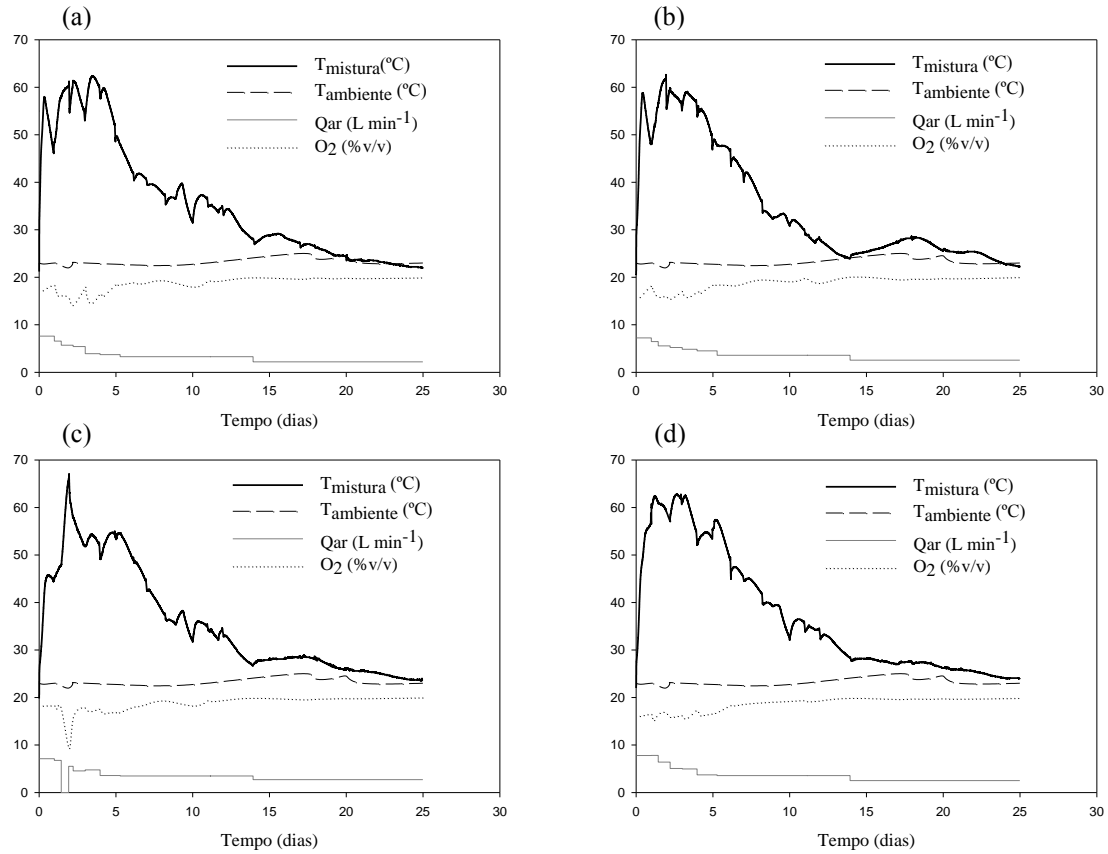 (a)
70
60
50
40
30
20
10
0
Tmistura(ºC)
Tambiente (ºC)
Qar (L min-1)
O2 (%v/v)
0 5 10 15 20 25 30
Tempo (dias)
(b)
70
60
50
40
30
20
10
0
Tmistura (ºC)
Tambiente (ºC)
Qar (L min-1)
O2 (%v/v)
0 5 10 15 20 25 30
Tempo (dias)
(c)
70
60
50
40
30
20
10
0
Tmistura (ºC)
Tambiente (ºC)
Qar (L min-1)
O2 (%v/v)
0 5 10 15 20 25 30
Tempo (dias)
(d)
70
60
50
40
30
20
10
0
Tmistura (ºC)
Tambiente (ºC)
Qar (L min-1)
O2 (%v/v)
0 5 10 15 20 25 30
Tempo (dias)